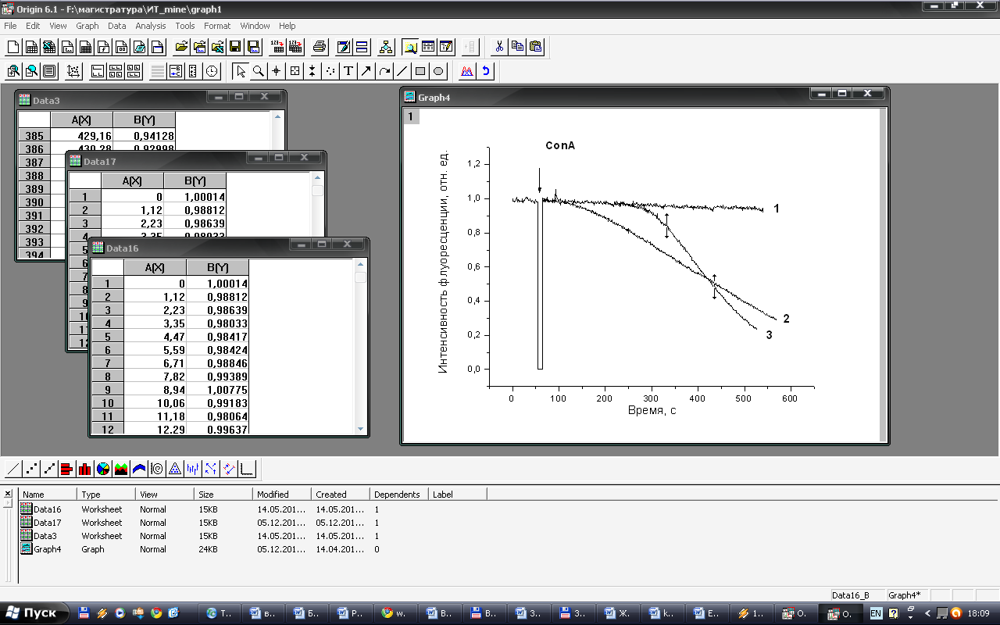 Origin 6.1 - F:\магистратура\ИТ_mine\graph1
File Edit View Graph Data Analysis Tools Format Window Help
Data3
A(X) B(Y)
385 429,16 0,94128
386 430,28 0,92998
387
388
389
390
391
392
393
394
Data17
A(X) B(Y)
1 0 1,00014
2 1,12 0,98812
3 2,23 0,98639
4 3,35 0,98033
5
6
7
8
9
10
11
12
Data16
A(X) B(Y)
1 0 1,00014
2 1,12 0,98812
3 2,23 0,98639
4 3,35 0,98033
5 4,47 0,98417
6 5,59 0,98424
7 6,71 0,98846
8 7,82 0,99389
9 8,94 1,00775
10 10,06 0,99183
11 11,18 0,98064
12 12,29 0,99637
Graph4
1
ConA
Интенсивность флуоресценции, отн. ед.
1,2
1,0
0,8
0,6
0,4
0,2
0,0
1
2
3
0 100 200 300 400 500 600
Время, с
Name Type View Size Modified Created Dependents Label
Data16 Worksheet Normal 15KB 14.05.201... 14.05.201... 1
Data17 Worksheet Normal 15KB 05.12.201... 05.12.201... 1
Data3 Worksheet Normal 15KB 14.05.201... 14.05.201... 1
Graph4 Graph Normal 24KB 05.12.201... 14.04.201... 0
Data16_B Graph4*
Пуск T... в... Б... Р... w... В... В... З... З... Ж... k... Е... 1... O... O... EN 18:09